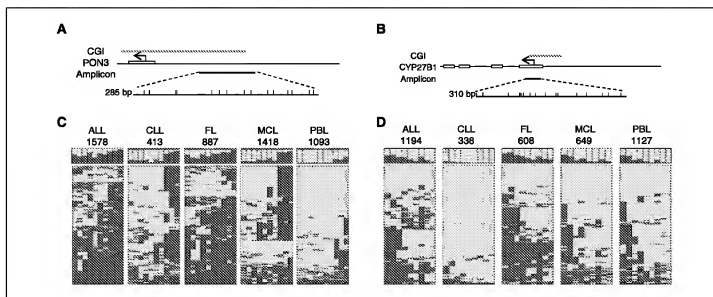 A
CGI
PON3
Amplicon
285 bp
B
CGI
CYP27B1
Amplicon
310 bp
C
ALL CLL FL MCL PBL
1578 413 887 1418 1093
D
ALL CLL FL MCL PBL
1194 338 608 649 1127